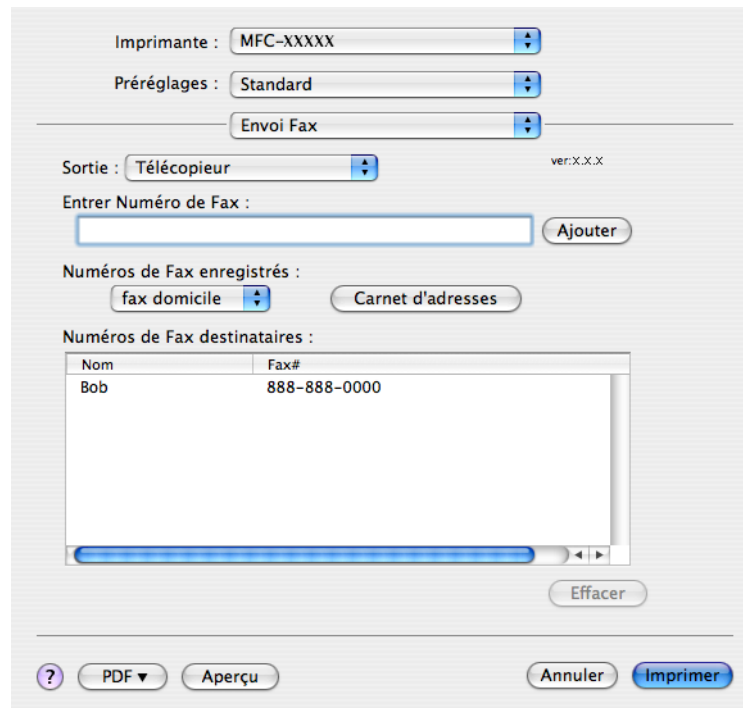 Imprimante : MFC-XXXXX
Préréglages : Standard
Envoi Fax
Sortie : Télécopieur ver:X.X.X
Entrer Numéro de Fax :
Ajouter
Numéros de Fax enregistrés :
fax domicile Carnet d'adresses
Numéros de Fax destinataires :
Nom Fax#
Bob 888-888-0000
Effacer
? PDF▼ Aperçu Annuler Imprimer